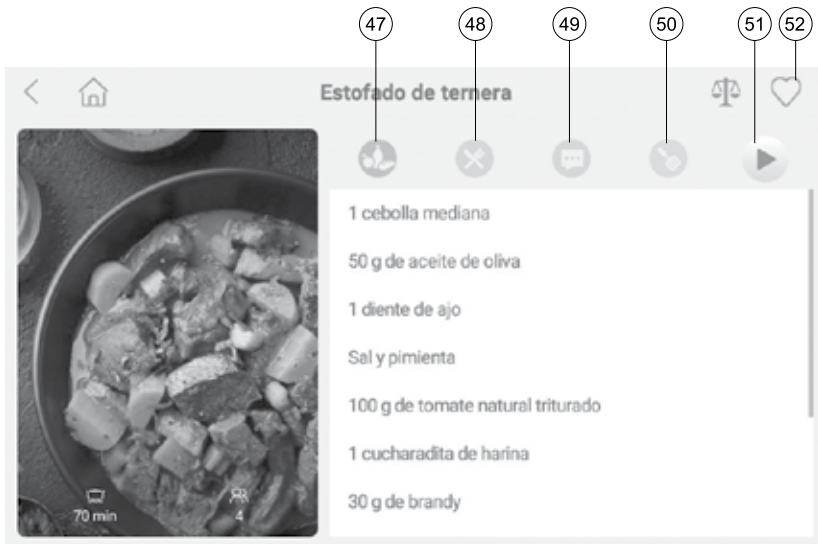 47 48 49 50 51 52
Estofado de ternera
1 cebolla mediana
50 g de aceite de oliva
1 diente de ajo
Sal y pimienta
100 g de tomate natural triturado
1 cucharadita de harina
30 g de brandy
70 min 4